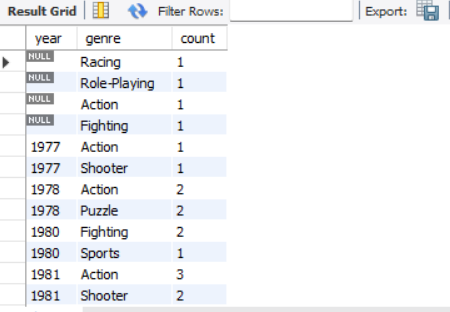 Result Grid Filter Rows: Export:
year genre count
NULL Racing 1
NULL Role-Playing 1
NULL Action 1
NULL Fighting 1
1977 Action 1
1977 Shooter 1
1978 Action 2
1978 Puzzle 2
1980 Fighting 2
1980 Sports 1
1981 Action 3
1981 Shooter 2